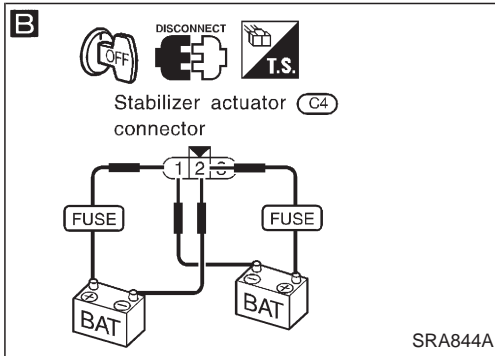 B
OFF
DISCONNECT
T.S.
Stabilizer actuator C4
connector
1 2 3
FUSE FUSE
+ - - +
BAT BAT
SRA844A